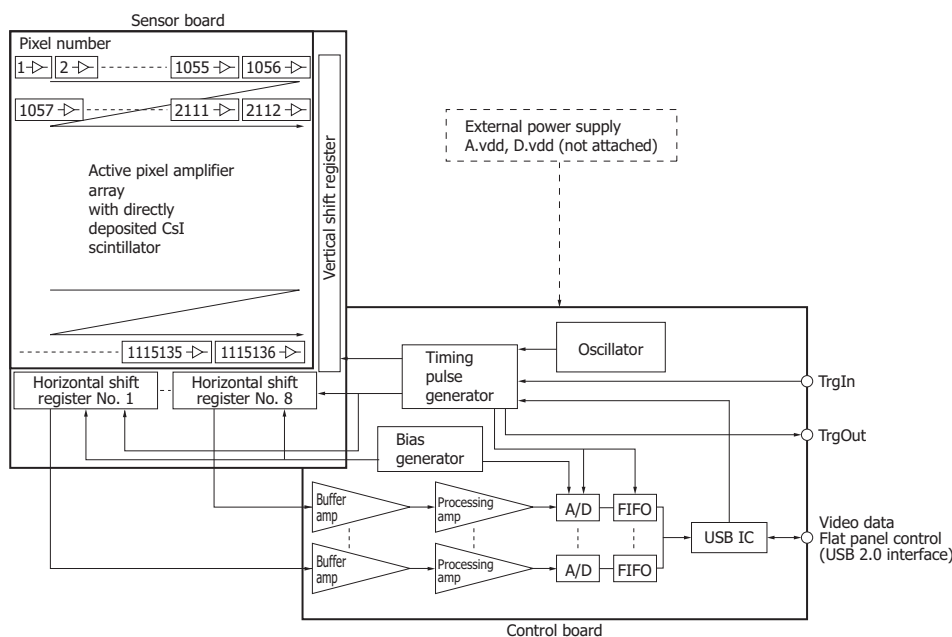 Sensor board
Pixel number
1 2 1055 1056
1057 2111 2112
Active pixel amplifier
array
with directly
deposited CsI
scintillator
Vertical shift register
1115135 1115136
Horizontal shift
register No. 1
Horizontal shift
register No. 8
External power supply
A.vdd, D.vdd (not attached)
Timing
pulse
generator
Oscillator
TrgIn
TrgOut
Bias
generator
Buffer
amp
Processing
amp
A/D
FIFO
USB IC
Video data
Flat panel control
(USB 2.0 interface)
Buffer
amp
Processing
amp
A/D
FIFO
Control board